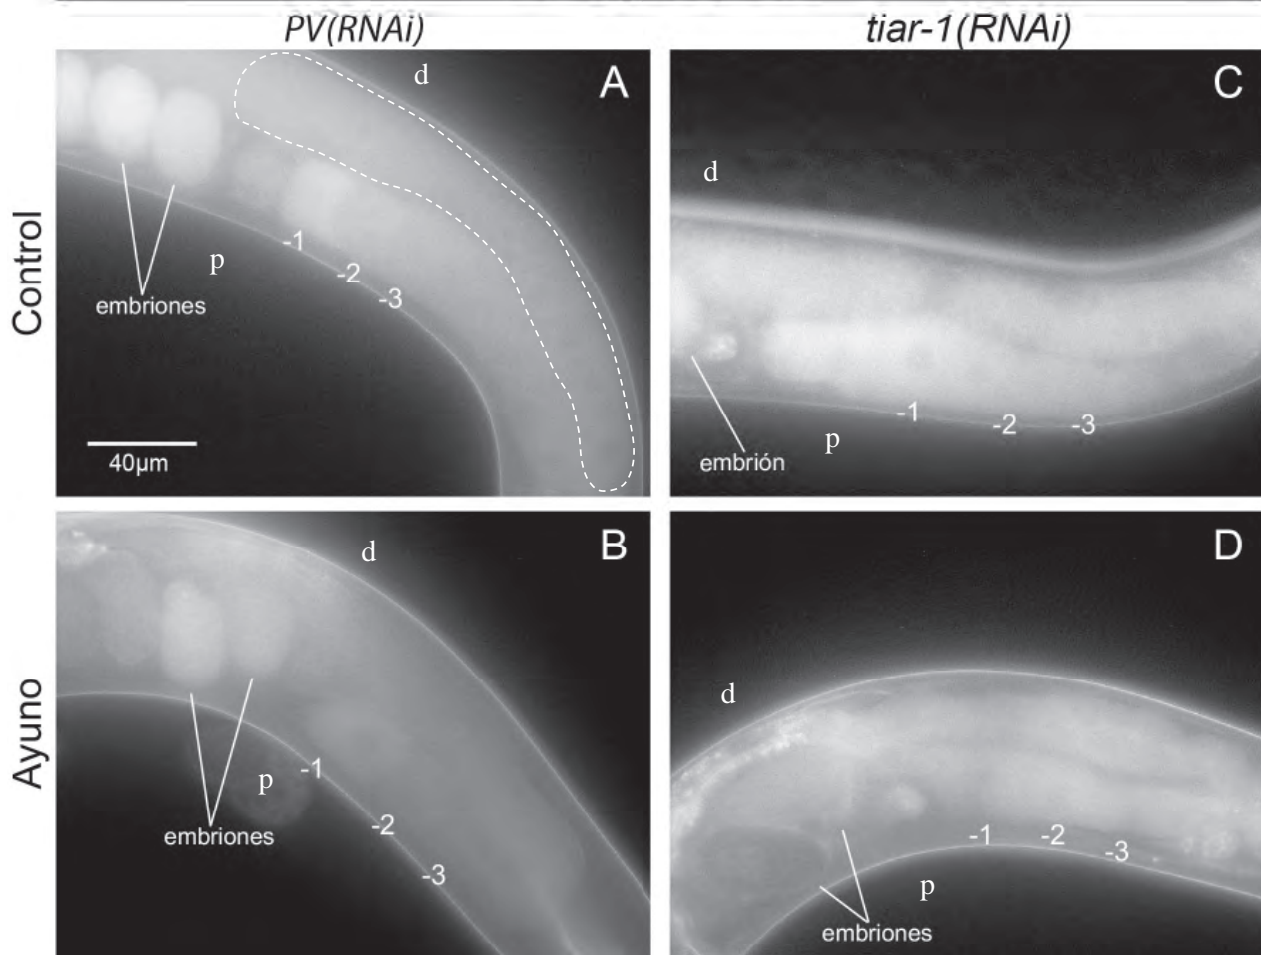 PV(RNAi)
tiar-1(RNAi)
Control
A
d
-1
-2
-3
p
embriones
40µm
C
d
-1
-2
-3
p
embrión
Ayuno
B
d
p
-1
-2
-3
embriones
D
d
-1
-2
-3
p
embriones